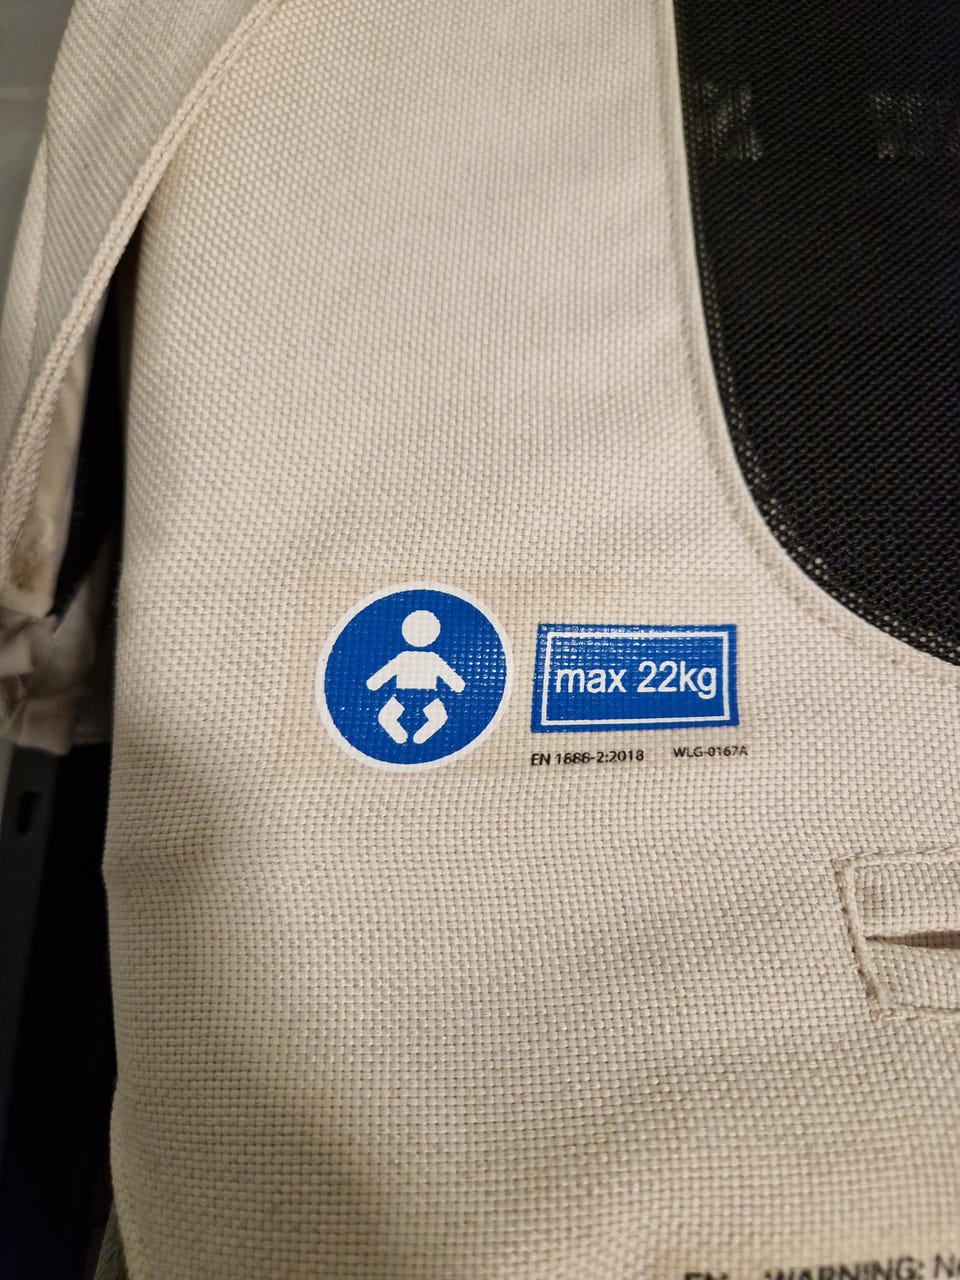 max 22kg
EN 1888-2:2018 WLG-0167A
EN WARNING: